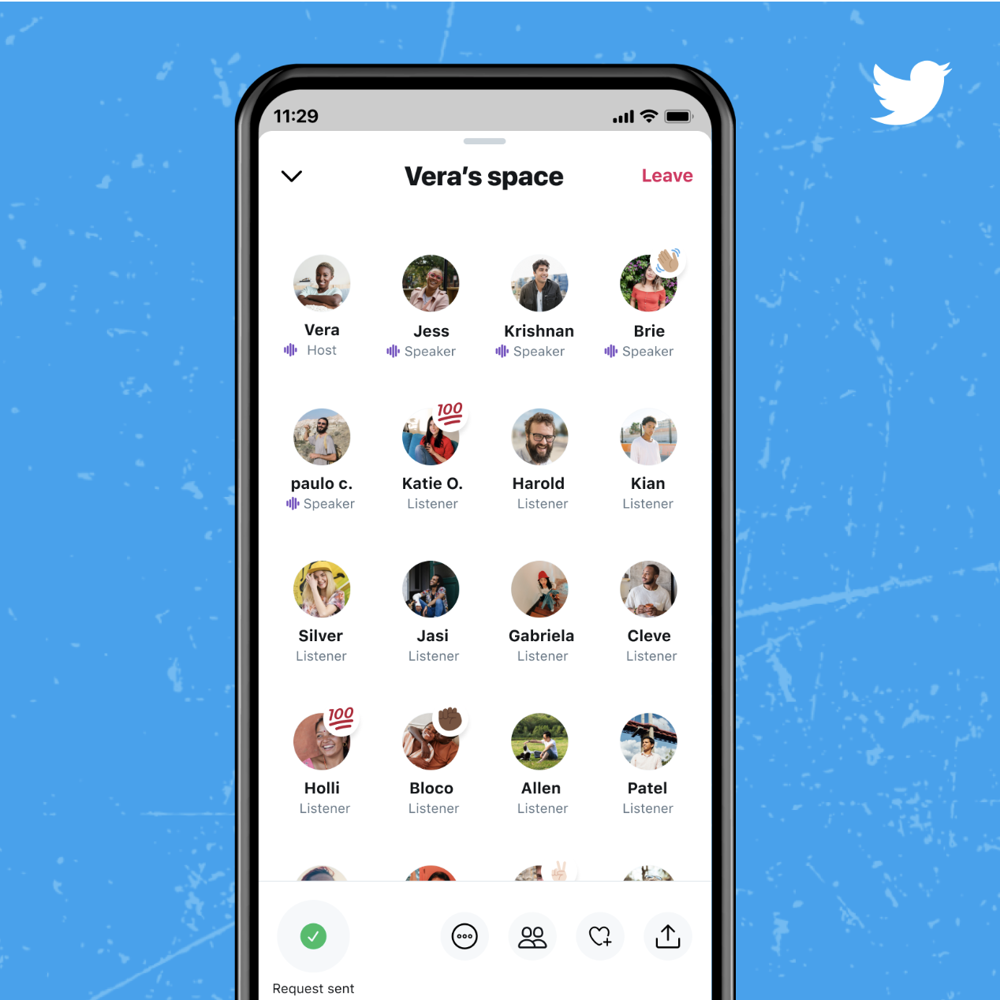 11:29
Vera's space
Leave
Vera
Jess
Krishnan
Brie
Host
Speaker
Speaker
Speaker
100
paulo c.
Katie O.
Harold
Kian
Speaker
Listener
Listener
Listener
Silver
Jasi
Gabriela
Cleve
Listener
Listener
Listener
Listener
100
Holli
Bloco
Allen
Patel
Listener
Listener
Listener
Listener
Request sent